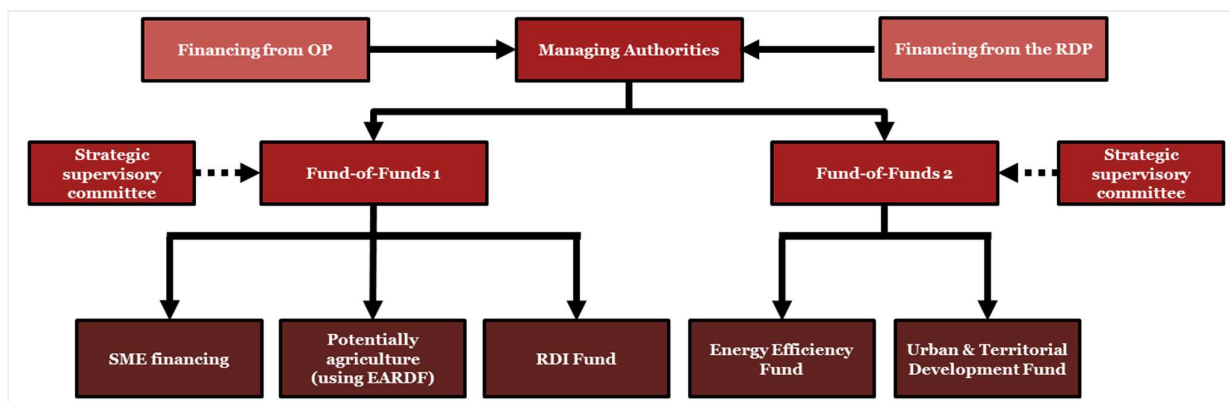 Financing from OP
Managing Authorities
Financing from the RDP
Strategic
supervisory
committee
Fund-of-Funds 1
Fund-of-Funds 2
Strategic
supervisory
committee
SME financing
Potentially
agriculture
(using EARDF)
RDI Fund
Energy Efficiency
Fund
Urban & Territorial
Development Fund